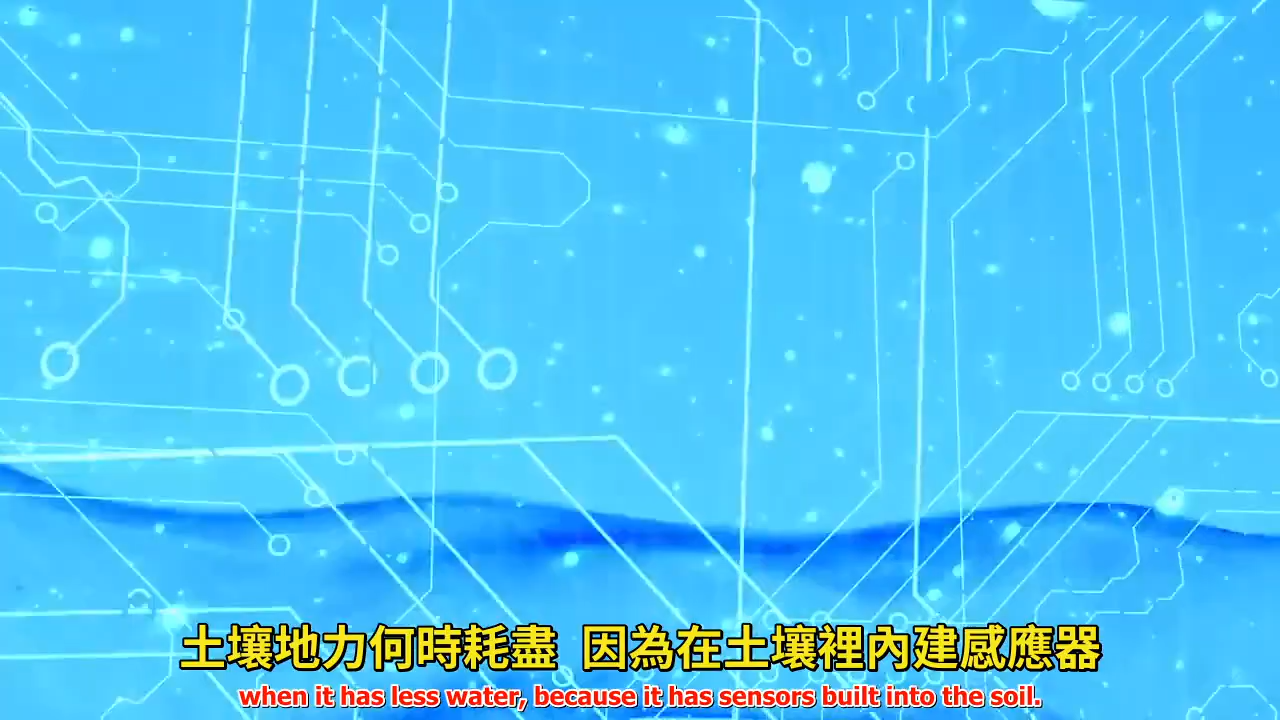 土壤地力何時耗盡 因為在土壤裡內建感應器
when it has less water, because it has sensors built into the soil.